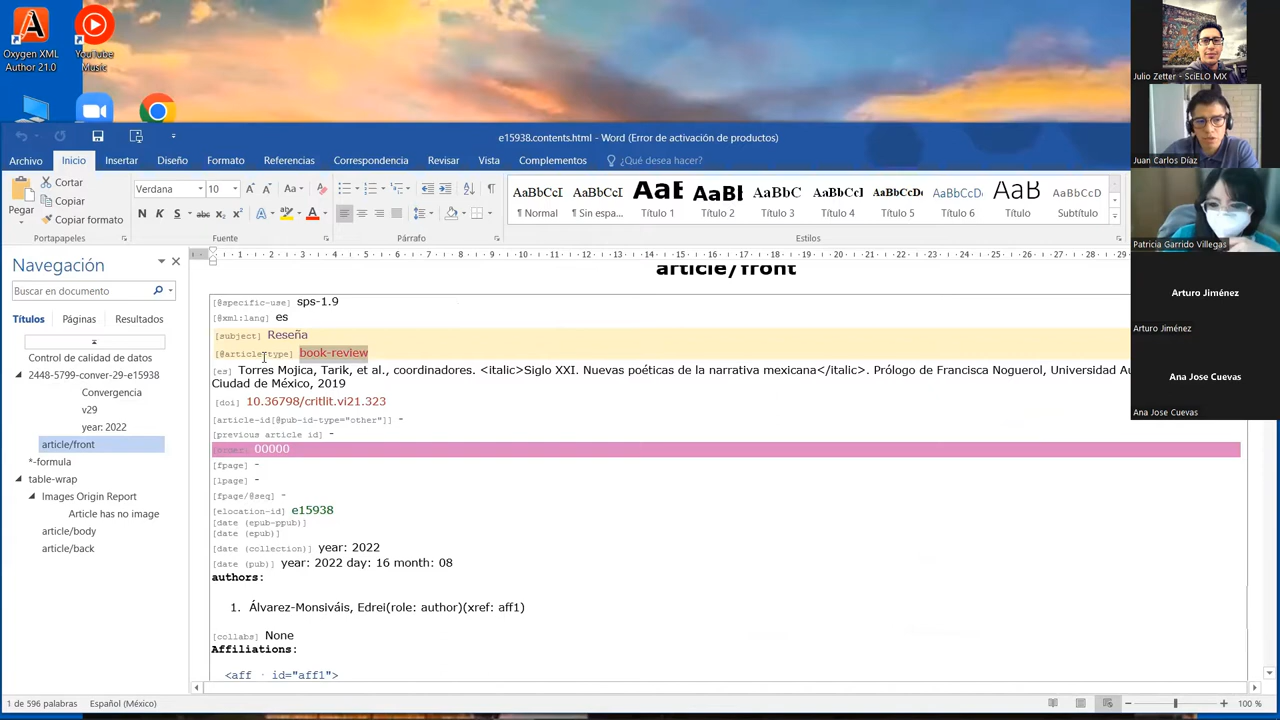 Oxygen XML
Author 21.0
YouTube
Music
e15938.contents.html - Word (Error de activación de productos)
Archivo
Inicio
Insertar
Diseño
Formato
Referencias
Correspondencia
Revisar
Vista
Complementos
¿Qué desea hacer?
Pegar
Cortar
Copiar
Copiar formato
Portapapeles
Verdana
10
Fuente
Párrafo
AaBbCcI
¶ Normal
AaBbCcI
¶ Sin espa...
Título 1
Título 2
AaBbC
Título 3
AaBbCcI
Título 4
AaBbCcD
Título 5
AaBbCcD
Título 6
AaB
Título
AaBbCcD
Subtítulo
Estilos
Navegación
Buscar en documento
Títulos
Páginas
Resultados
Control de calidad de datos
2448-5799-conver-29-e15938
Convergencia
v29
year: 2022
article/front
*-formula
table-wrap
Images Origin Report
Article has no image
article/body
article/back
article/front
[@specific-use] sps-1.9
[@xml:lang] es
[subject] Reseña
[@article-type] book-review
[es] Torres Mojica, Tarik, et al., coordinadores. <italic>Siglo XXI. Nuevas poéticas de la narrativa mexicana</italic>. Prólogo de Francisca Noguerol, Universidad Au
Ciudad de México, 2019
[doi] 10.36798/critlit.vi21.323
[article-id[@pub-id-type="other"]] -
[previous article id] -
[order] 00000
[fpage] -
[lpage] -
[fpage/@seq] -
[elocation-id] e15938
[date (epub-ppub)]
[date (epub)]
[date (collection)] year: 2022
[date (pub)] year: 2022 day: 16 month: 08
authors:
1. Álvarez-Monsiváis, Edrei(role: author)(xref: aff1)
[collabs] None
Affiliations:
<aff id="aff1">
1 de 596 palabras
Español (México)
100 %
Julio Zetter - SciELO MX
Juan Carlos Díaz
Patricia Garrido Villegas
Arturo Jiménez
Arturo Jiménez
Ana Jose Cuevas
Ana Jose Cuevas